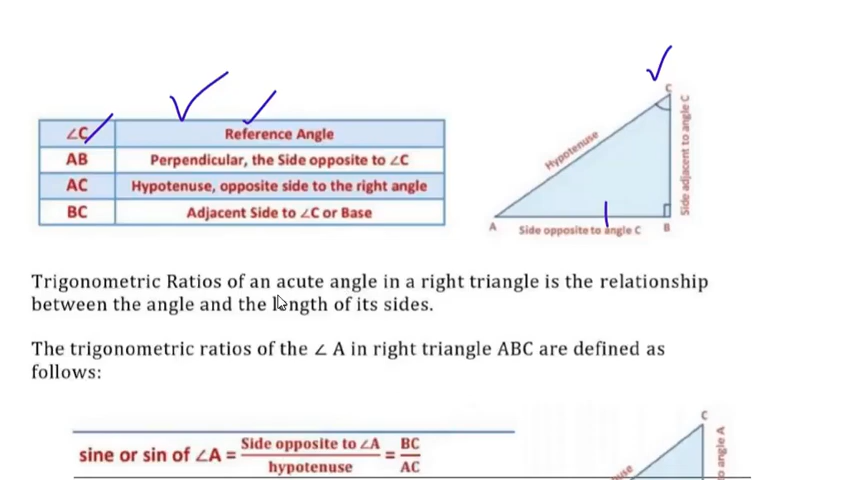 ∠C Reference Angle
AB Perpendicular, the Side opposite to ∠C
AC Hypotenuse, opposite side to the right angle
BC Adjacent Side to ∠C or Base
C
Hypotenuse
Side adjacent to angle C
A Side opposite to angle C B
Trigonometric Ratios of an acute angle in a right triangle is the relationship
between the angle and the length of its sides.
The trigonometric ratios of the ∠ A in right triangle ABC are defined as
follows:
sine or sin of ∠A = Side opposite to ∠A / hypotenuse = BC / AC
C
to angle A